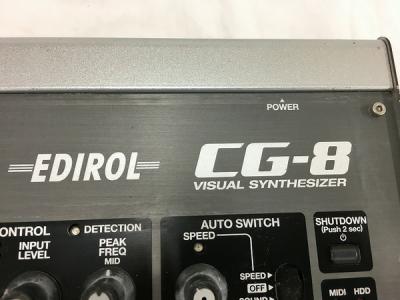 POWER
EDIROL
CG-8
VISUAL SYNTHESIZER
CONTROL
INPUT
LEVEL
DETECTION
PEAK
FREQ
MID
AUTO SWITCH
SPEED
SPEED
OFF
SOUND
SHUTDOWN
(Push 2 sec)
MIDI HDD